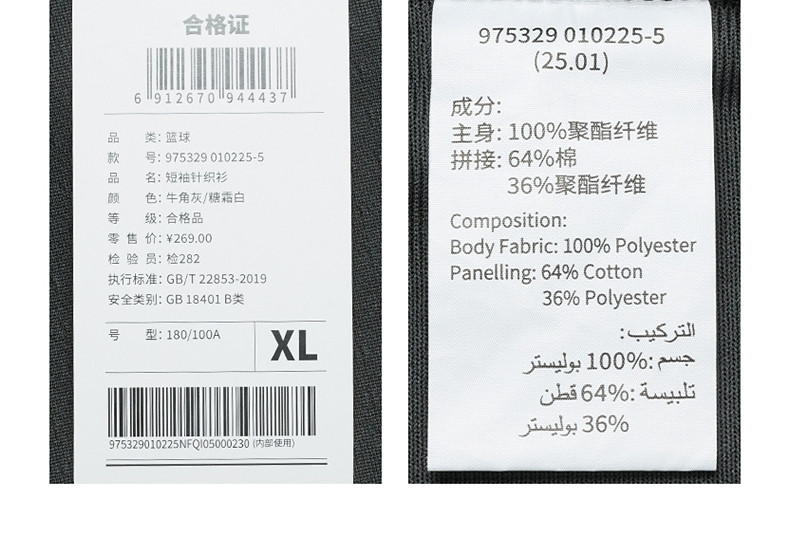 合格证
6 912670 944437
品 类: 篮球
款 号: 975329 010225-5
品 名: 短袖针织衫
颜 色: 牛角灰/糖霜白
等 级: 合格品
零 售 价: ¥269.00
检 验 员: 检282
执行标准: GB/T 22853-2019
安全类别: GB 18401 B类
号 型: 180/100A
XL
975329010225NFQI05000230 (内部使用)
975329 010225-5
(25.01)
成分:
主身: 100%聚酯纤维
拼接: 64%棉
36%聚酯纤维
Composition:
Body Fabric: 100% Polyester
Panelling: 64% Cotton
36% Polyester
التركيب:
جسم: 100% بوليستر
تلبيسة: 64% قطن
36% بوليستر